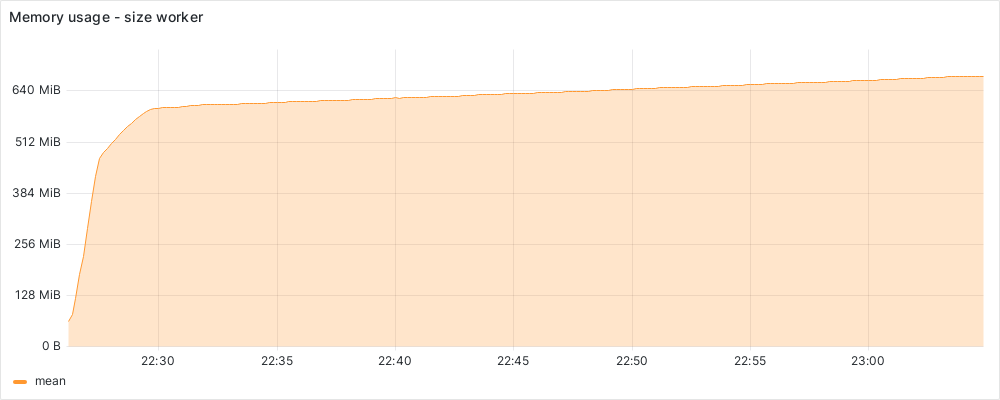 Memory usage - size worker
640 MiB
512 MiB
384 MiB
256 MiB
128 MiB
0 B
22:30 22:35 22:40 22:45 22:50 22:55 23:00
mean